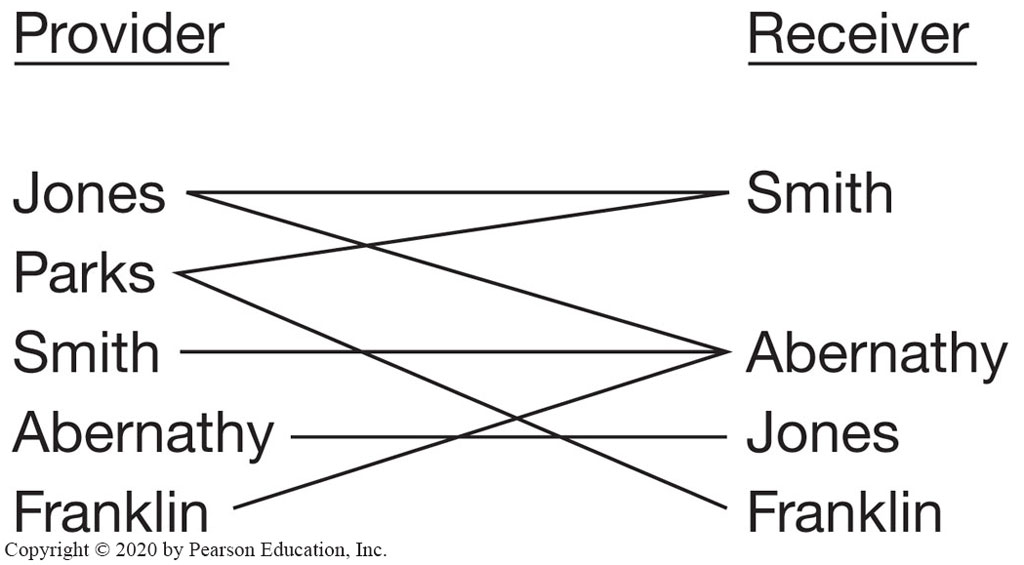 Provider Receiver
Jones Smith
Parks
Smith Abernathy
Abernathy Jones
Franklin Franklin
Copyright © 2020 by Pearson Education, Inc.